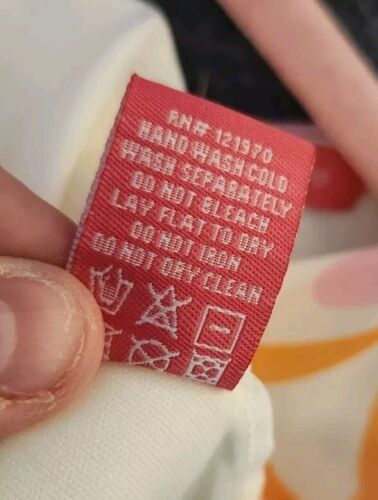 RN# 121970
HAND WASH COLD
WASH SEPARATELY
DO NOT BLEACH
LAY FLAT TO DRY
DO NOT IRON
DO NOT DRY CLEAN